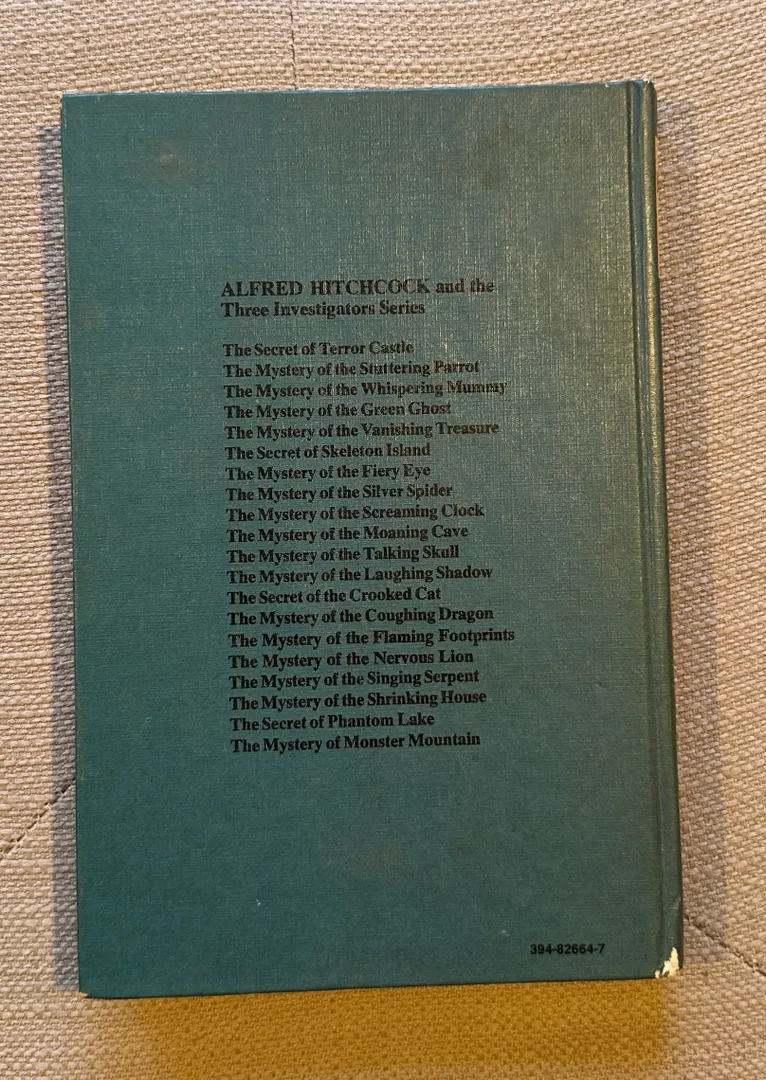 ALFRED HITCHCOCK and the
Three Investigators Series
The Secret of Terror Castle
The Mystery of the Stuttering Parrot
The Mystery of the Whispering Mummy
The Mystery of the Green Ghost
The Mystery of the Vanishing Treasure
The Secret of Skeleton Island
The Mystery of the Fiery Eye
The Mystery of the Silver Spider
The Mystery of the Screaming Clock
The Mystery of the Moaning Cave
The Mystery of the Talking Skull
The Mystery of the Laughing Shadow
The Secret of the Crooked Cat
The Mystery of the Coughing Dragon
The Mystery of the Flaming Footprints
The Mystery of the Nervous Lion
The Mystery of the Singing Serpent
The Mystery of the Shrinking House
The Secret of Phantom Lake
The Mystery of Monster Mountain
394-82664-7